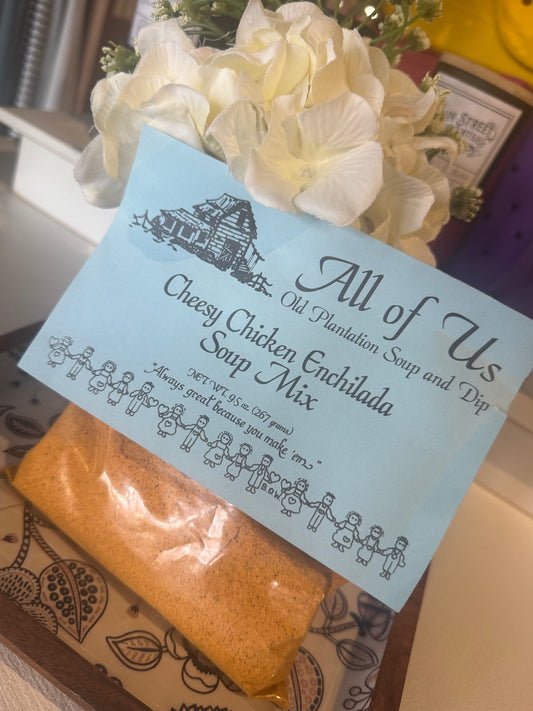 All of Us
Old Plantation Soup and Dip
Cheesy Chicken Enchilada
Soup Mix
NET WT. 9.5 oz. (267 grams)
"Always great because you make 'em"
B.O.W.
STREET